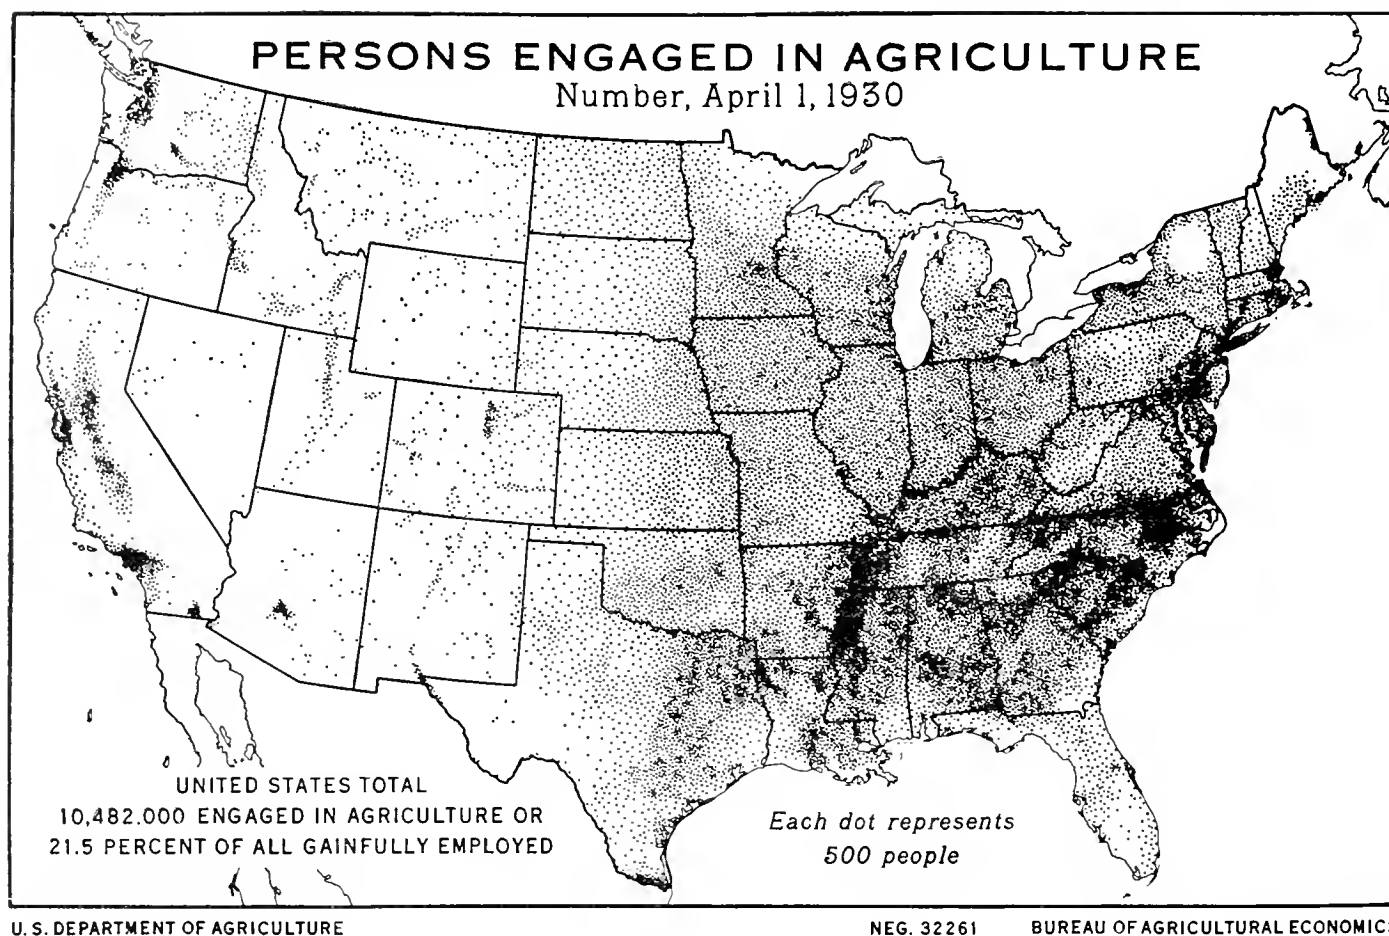 PERSONS ENGAGED IN AGRICULTURE
Number, April 1, 1930
UNITED STATES TOTAL
10,482.000 ENGAGED IN AGRICULTURE OR
21.5 PERCENT OF ALL GAINFULLY EMPLOYED
Each dot represents
500 people
U. S. DEPARTMENT OF AGRICULTURE
NEG. 32261
BUREAU OF AGRICULTURAL ECONOMIC